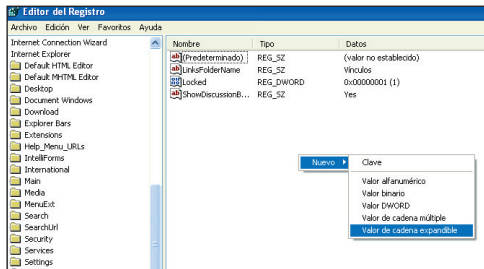 Editor del Registro
Archivo Edición Ver Favoritos Ayuda
Internet Connection Wizard
Internet Explorer
Default HTML Editor
Default MHTML Editor
Desktop
Document Windows
Download
Explorer Bars
Extensions
Help_Menu_URLs
IntelliForms
International
Main
Media
MenuExt
Search
SearchUrl
Security
Services
Settings
Nombre Tipo Datos
(Predeterminado) REG_SZ (valor no establecido)
LinksFolderName REG_SZ Vínculos
Locked REG_DWORD 0x00000001 (1)
ShowDiscussionB... REG_SZ Yes
Nuevo
Clave
Valor alfanumérico
Valor binario
Valor DWORD
Valor de cadena múltiple
Valor de cadena expandible